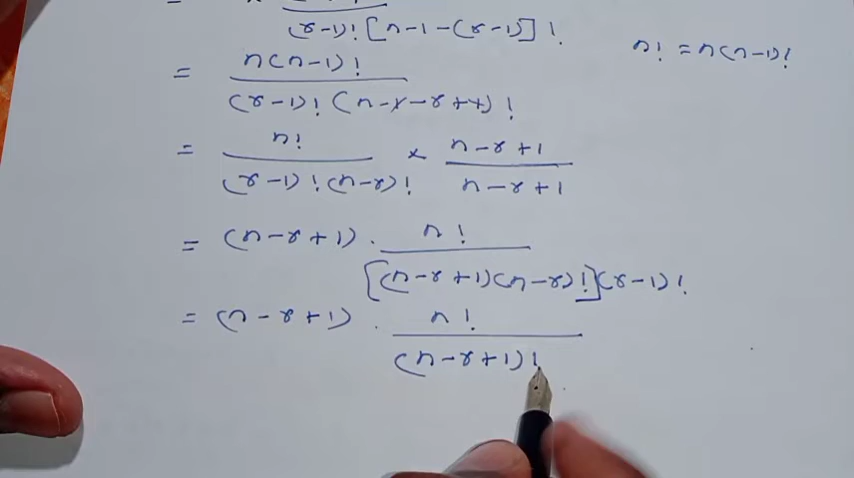 (r-1)! [n-1-(r-1)]!
n! = n(n-1)!
= n(n-1)! / (r-1)! (n-1-r+1)!
= n! / (r-1)! (n-r)! × n-r+1 / n-r+1
= (n-r+1) · n! / [(n-r+1)(n-r)!](r-1)!
= (n-r+1) · n! / (n-r+1)!